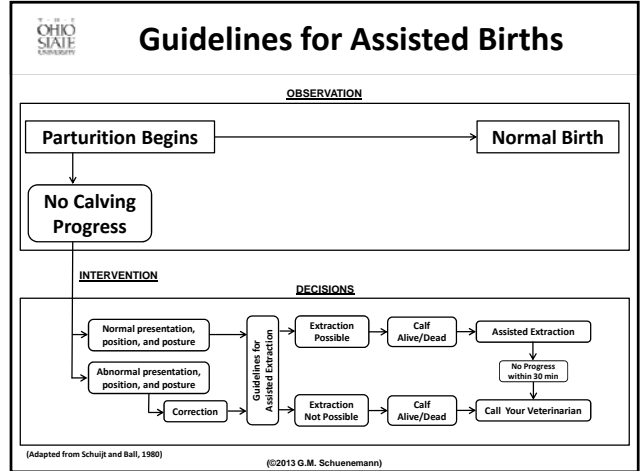 T · H · E
OHIO
STATE
UNIVERSITY
Guidelines for Assisted Births
OBSERVATION
Parturition Begins
Normal Birth
No Calving
Progress
INTERVENTION
DECISIONS
Normal presentation,
position, and posture
Abnormal presentation,
position, and posture
Correction
Guidelines for
Assisted Extraction
Extraction
Possible
Calf
Alive/Dead
Assisted Extraction
No Progress
within 30 min
Extraction
Not Possible
Calf
Alive/Dead
Call Your Veterinarian
(Adapted from Schuijt and Ball, 1980)
(©2013 G.M. Schuenemann)